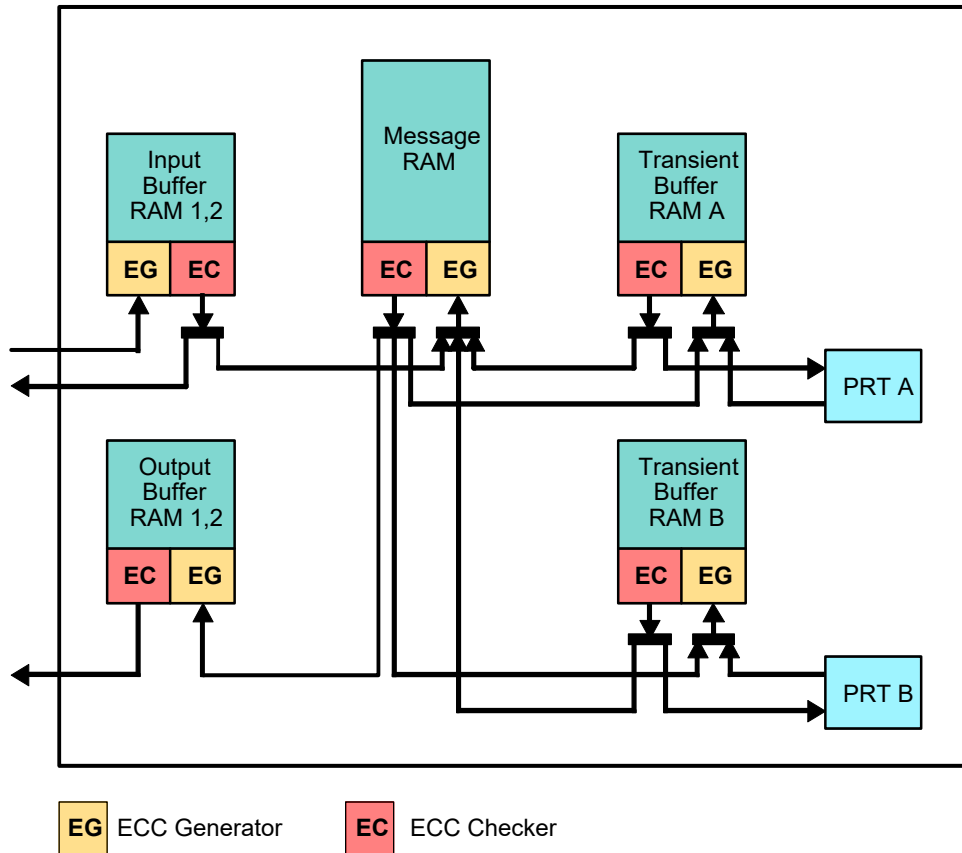 Message
RAM
Input
Buffer
RAM 1,2
Transient
Buffer
RAM A
EG EC
EC EG
EC EG
PRT A
Output
Buffer
RAM 1,2
Transient
Buffer
RAM B
EC EG
EC EG
PRT B
EG ECC Generator
EC ECC Checker